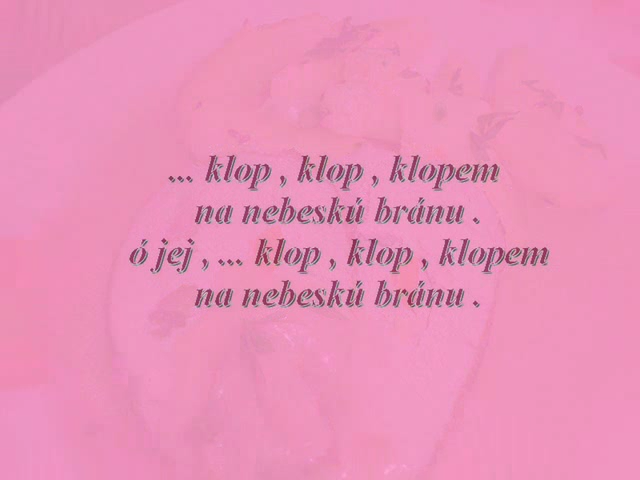 ... klop , klop , klopem
na nebeskú bránu .
ó jej , ... klop , klop , klopem
na nebeskú bránu .